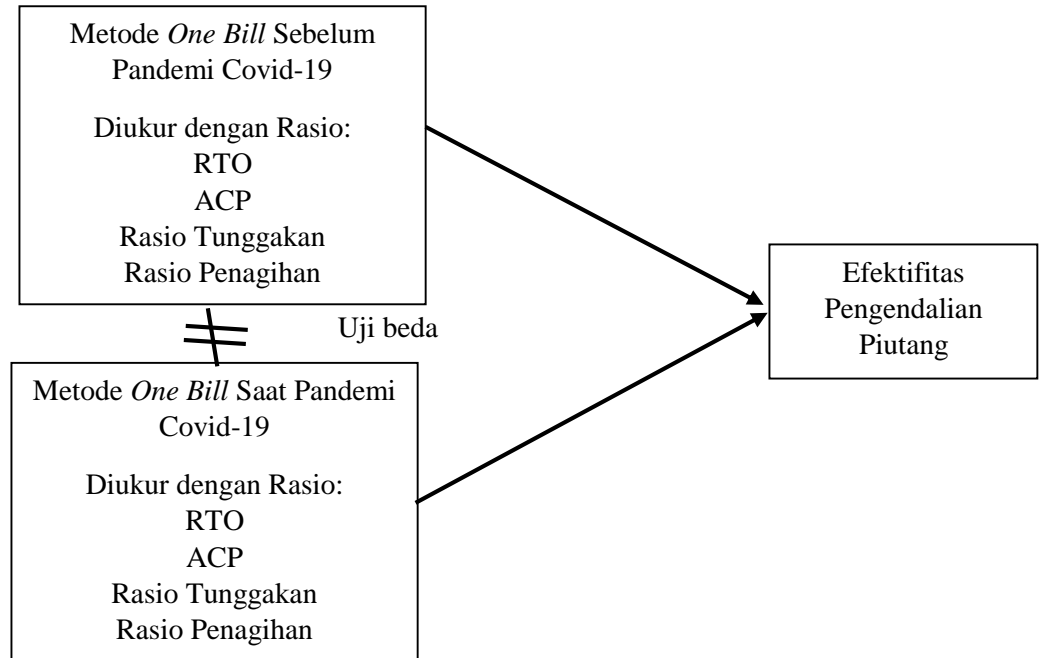 Metode One Bill Sebelum
Pandemi Covid-19
Diukur dengan Rasio:
RTO
ACP
Rasio Tunggakan
Rasio Penagihan
Uji beda
Metode One Bill Saat Pandemi
Covid-19
Diukur dengan Rasio:
RTO
ACP
Rasio Tunggakan
Rasio Penagihan
Efektifitas
Pengendalian
Piutang